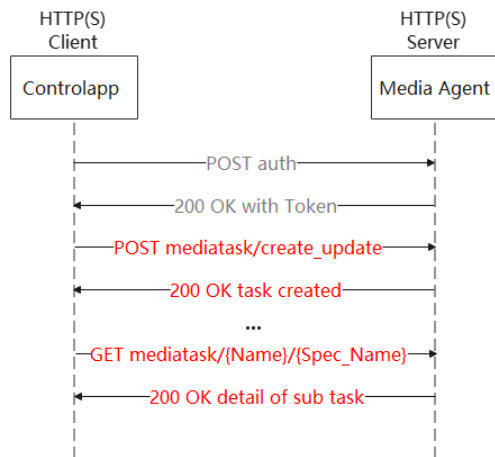 HTTP(S) HTTP(S)
Client Server
Controlapp Media Agent
POST auth
200 OK with Token
POST mediatask/create_update
200 OK task created
...
GET mediatask/{Name}/{Spec_Name}
200 OK detail of sub task